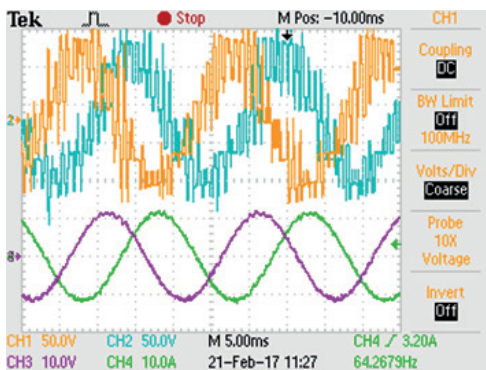 Tek Stop M Pos: -10.00ms CH1
Coupling
DC
BW Limit
Off
100MHz
2
Volts/Div
Coarse
Probe
10X
Voltage
Invert
Off
CH1 50.0V CH2 50.0V M 5.00ms CH4 3.20A
CH3 10.0V CH4 10.0A 21-Feb-17 11:27 64.2679Hz